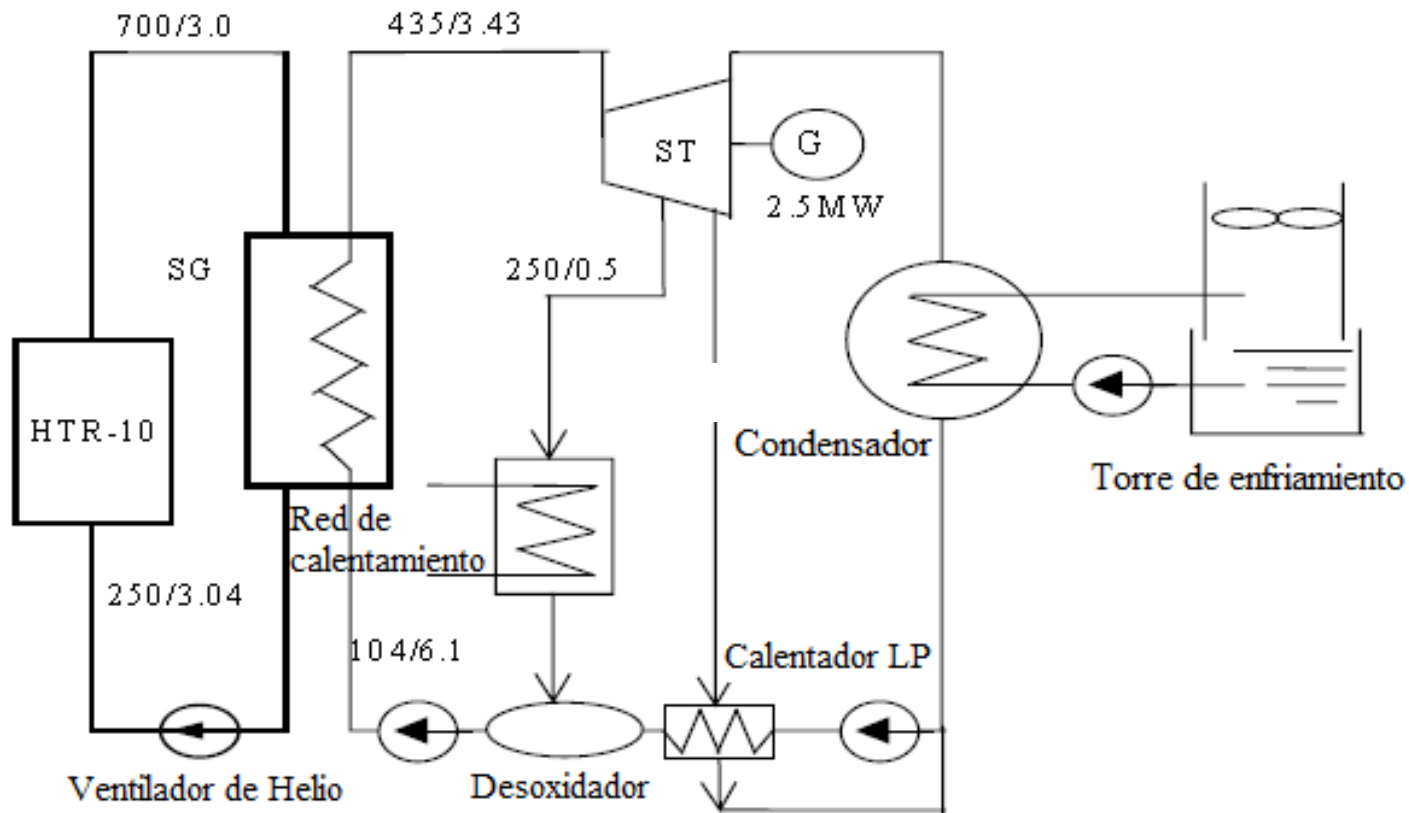 700/3.0
435/3.43
ST
G
2.5MW
SG
250/0.5
HTR-10
Condensador
Torre de enfriamiento
Red de
calentamiento
250/3.04
104/6.1
Calentador LP
Ventilador de Helio
Desoxidador